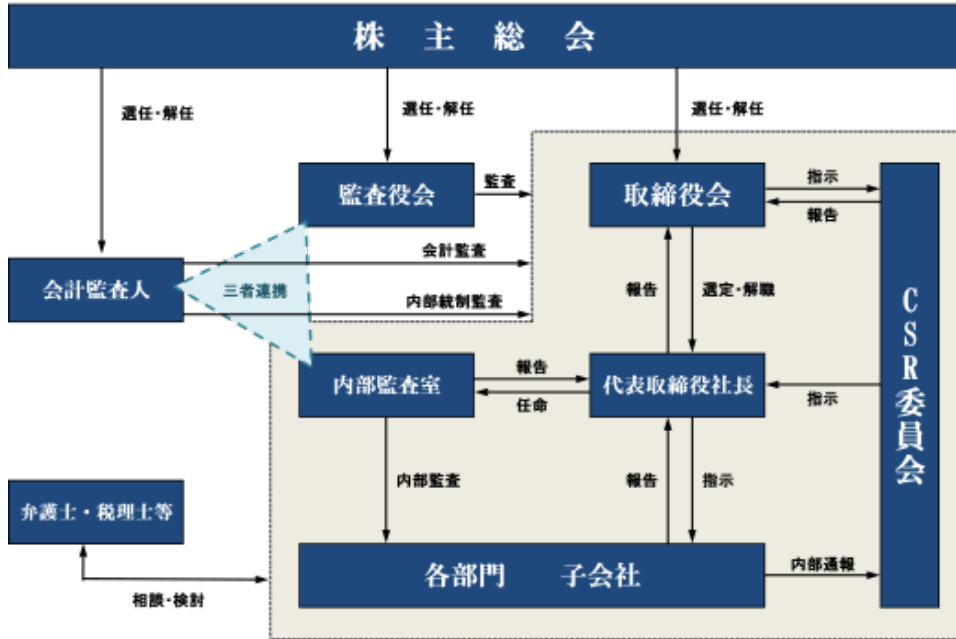 株主総会
選任・解任
選任・解任
選任・解任
監査役会
監査
取締役会
指示
報告
会計監査人
三者連携
会計監査
内部統制監査
報告
選定・解職
CSR委員会
内部監査室
報告
任命
代表取締役社長
指示
内部監査
報告
指示
弁護士・税理士等
相談・検討
各部門 子会社
内部通報